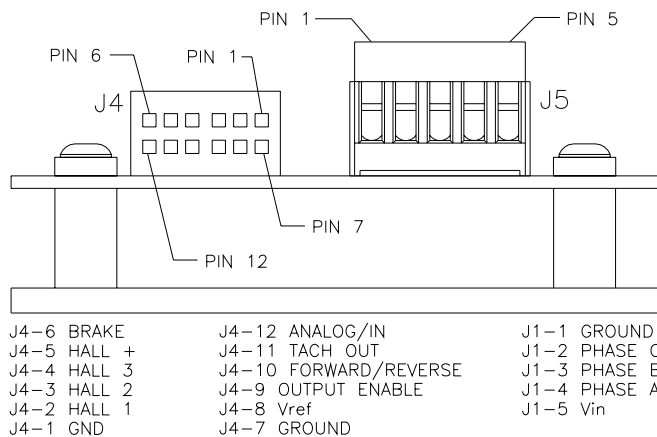 PIN 1
PIN 5
PIN 6
PIN 1
J4
J5
PIN 7
PIN 12
J4-6 BRAKE
J4-5 HALL +
J4-4 HALL 3
J4-3 HALL 2
J4-2 HALL 1
J4-1 GND
J4-12 ANALOG/IN
J4-11 TACH OUT
J4-10 FORWARD/REVERSE
J4-9 OUTPUT ENABLE
J4-8 Vref
J4-7 GROUND
J1-1 GROUND
J1-2 PHASE
J1-3 PHASE
J1-4 PHASE
J1-5 Vin